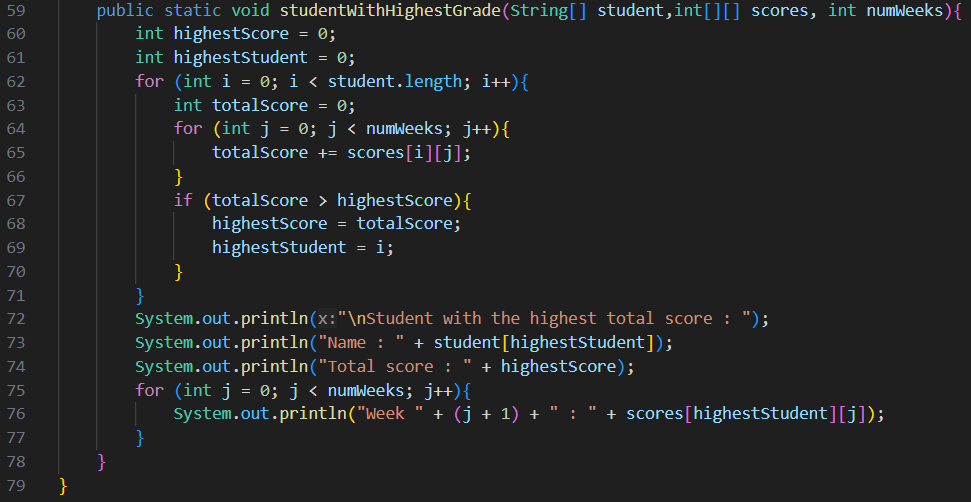 59 public static void studentWithHighestGrade(String[] student,int[][] scores, int numWeeks){
60 int highestScore = 0;
61 int highestStudent = 0;
62 for (int i = 0; i < student.length; i++){
63 int totalScore = 0;
64 for (int j = 0; j < numWeeks; j++){
65 totalScore += scores[i][j];
66 }
67 if (totalScore > highestScore){
68 highestScore = totalScore;
69 highestStudent = i;
70 }
71 }
72 System.out.println(x:"\nStudent with the highest total score : ");
73 System.out.println("Name : " + student[highestStudent]);
74 System.out.println("Total score : " + highestScore);
75 for (int j = 0; j < numWeeks; j++){
76 System.out.println("Week " + (j + 1) + " : " + scores[highestStudent][j]);
77 }
78 }
79 }